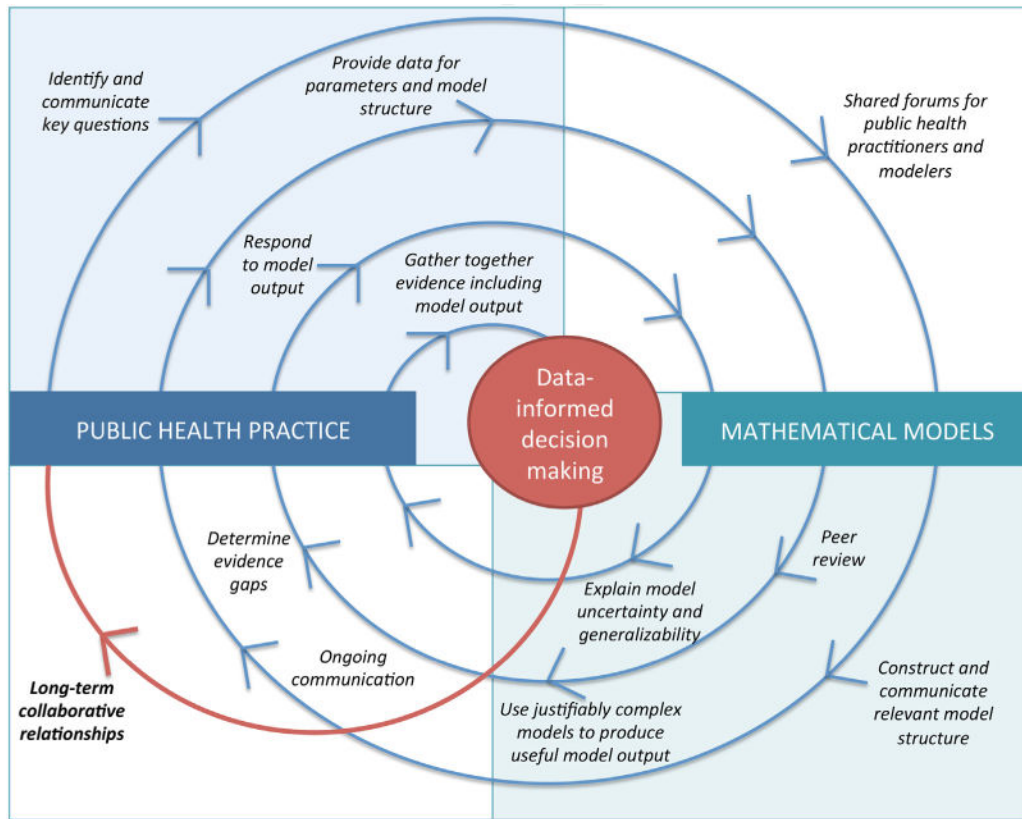 Identify and
communicate
key questions
Provide data for
parameters and model
structure
Shared forums for
public health
practitioners and
modelers
Respond
to model
output
Gather together
evidence including
model output
PUBLIC HEALTH PRACTICE
Data-
informed
decision
making
MATHEMATICAL MODELS
Determine
evidence
gaps
Explain model
uncertainty and
generalizability
Peer
review
Long-term
collaborative
relationships
Ongoing
communication
Use justifiably complex
models to produce
useful model output
Construct and
communicate
relevant model
structure